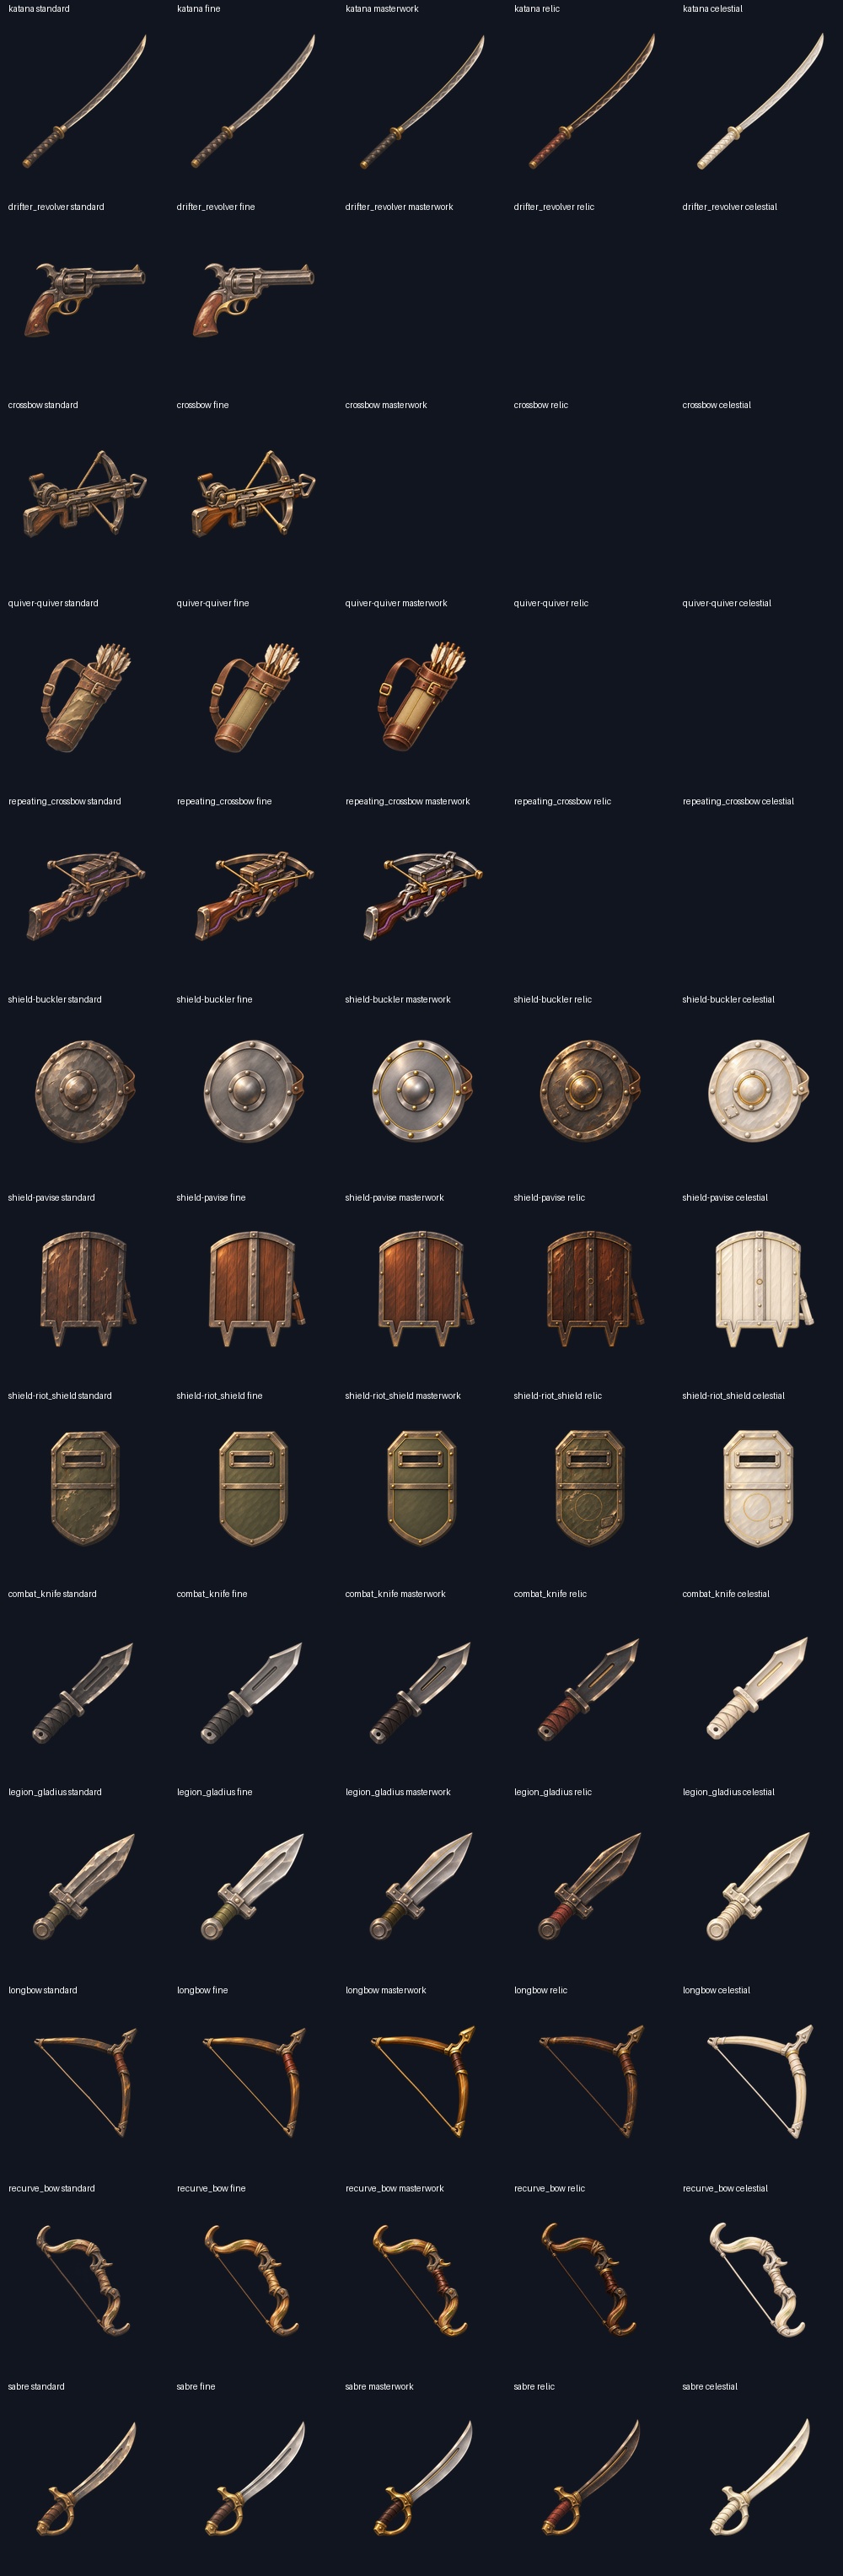 katana standard katana fine katana masterwork katana relic katana celestial
drifter_revolver standard drifter_revolver fine drifter_revolver masterwork drifter_revolver relic drifter_revolver celestial
crossbow standard crossbow fine crossbow masterwork crossbow relic crossbow celestial
quiver-quiver standard quiver-quiver fine quiver-quiver masterwork quiver-quiver relic quiver-quiver celestial
repeating_crossbow standard repeating_crossbow fine repeating_crossbow masterwork repeating_crossbow relic repeating_crossbow celestial
shield-buckler standard shield-buckler fine shield-buckler masterwork shield-buckler relic shield-buckler celestial
shield-pavise standard shield-pavise fine shield-pavise masterwork shield-pavise relic shield-pavise celestial
shield-riot_shield standard shield-riot_shield fine shield-riot_shield masterwork shield-riot_shield relic shield-riot_shield celestial
combat_knife standard combat_knife fine combat_knife masterwork combat_knife relic combat_knife celestial
legion_gladius standard legion_gladius fine legion_gladius masterwork legion_gladius relic legion_gladius celestial
longbow standard longbow fine longbow masterwork longbow relic longbow celestial
recurve_bow standard recurve_bow fine recurve_bow masterwork recurve_bow relic recurve_bow celestial
sabre standard sabre fine sabre masterwork sabre relic sabre celestial